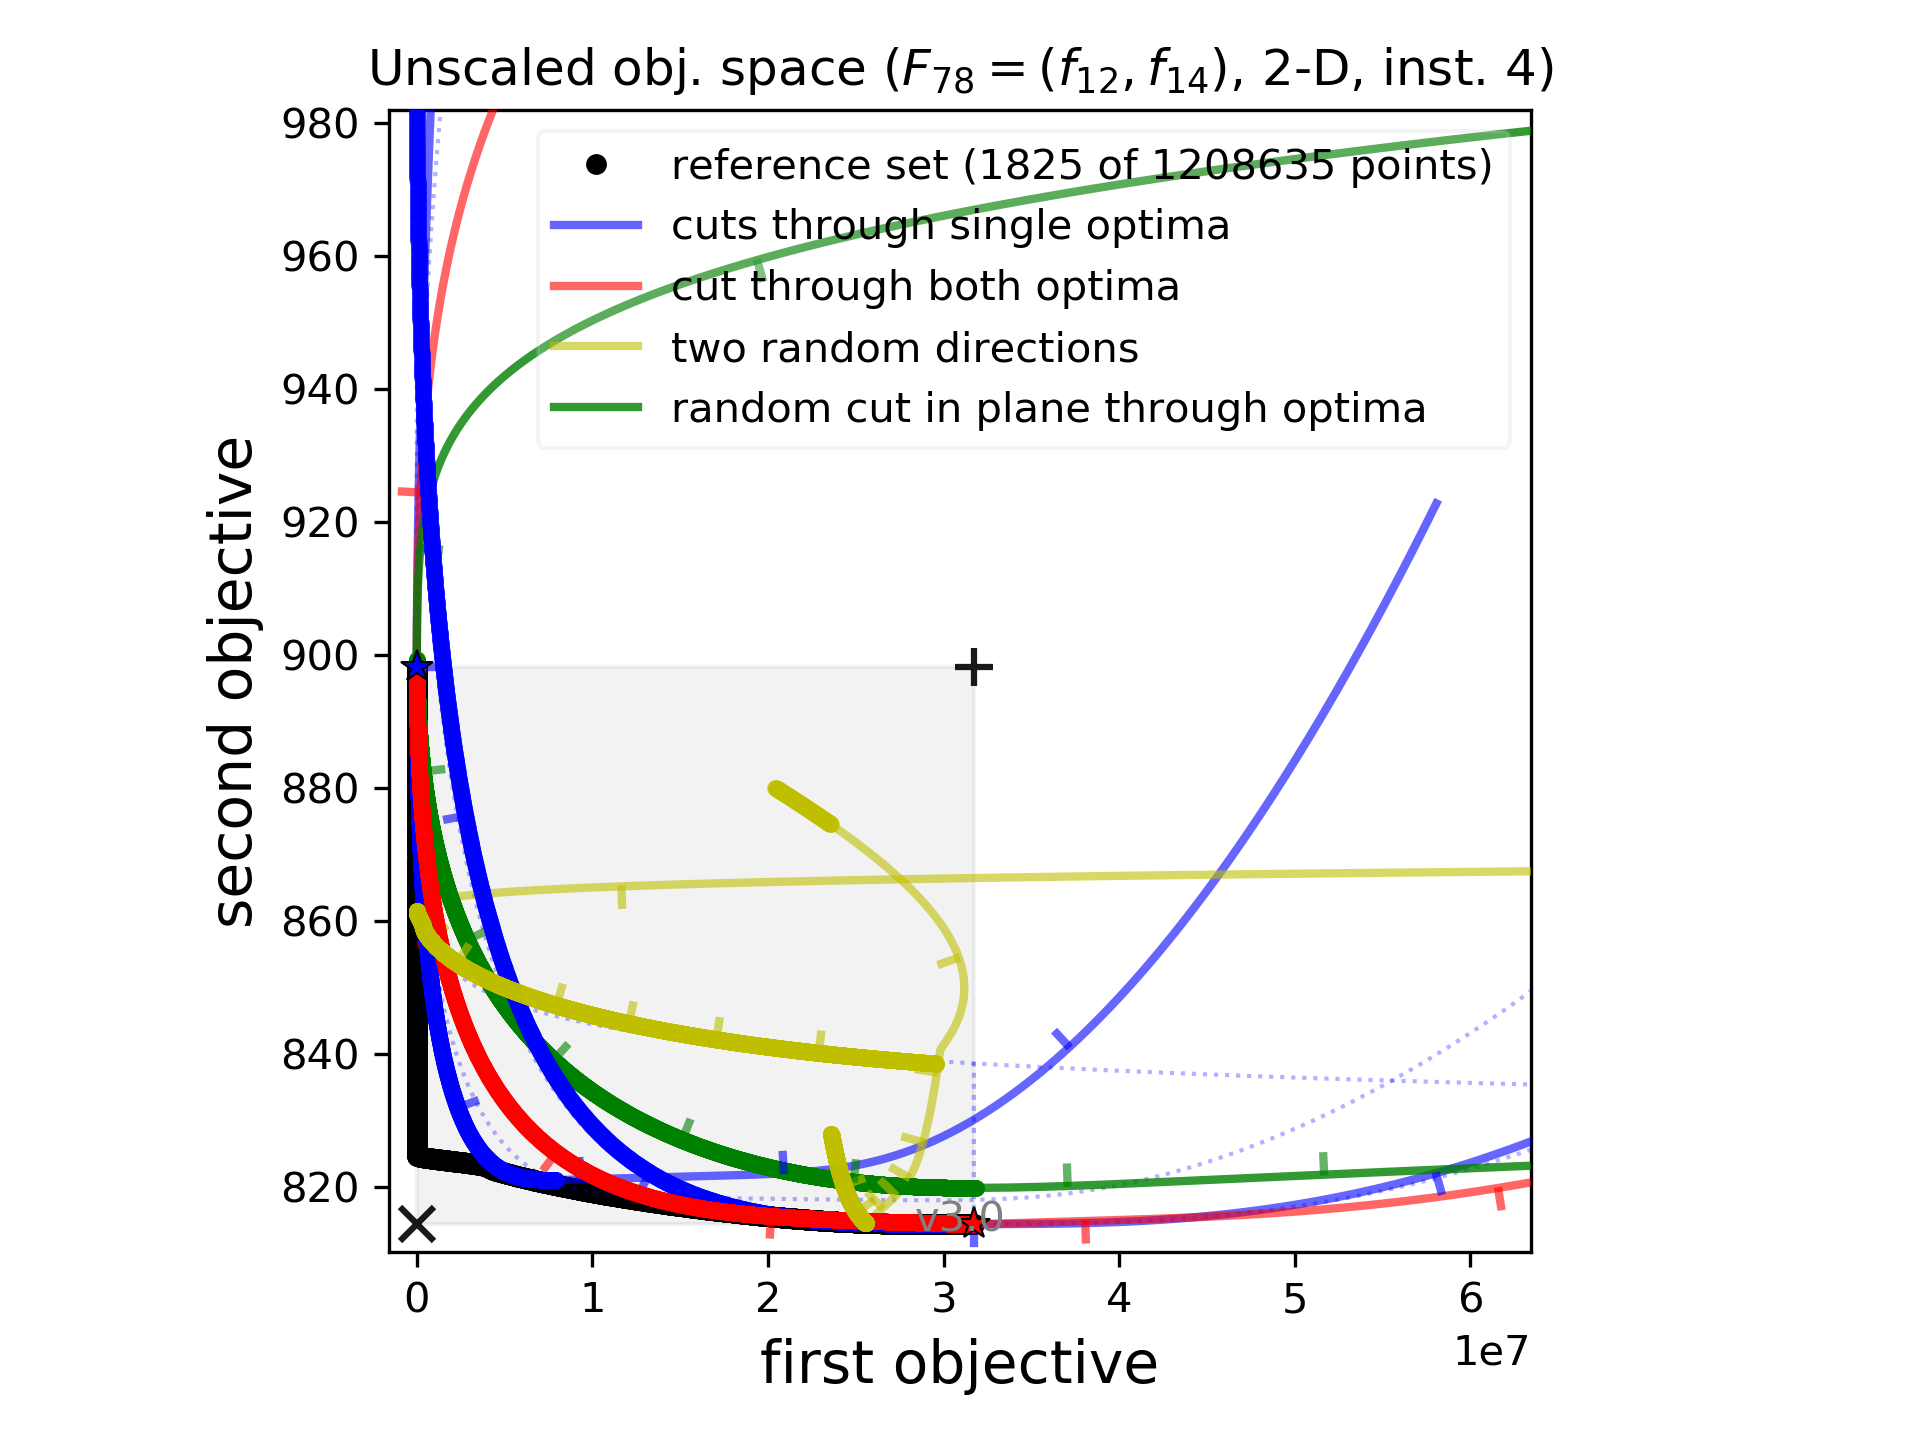 Unscaled obj. space (F₇₈ = (f₁₂, f₁₄), 2-D, inst. 4)
980
960
940
920
900
880
860
840
820
second objective
reference set (1825 of 1208635 points)
cuts through single optima
cut through both optima
two random directions
random cut in plane through optima
v3.0
0 1 2 3 4 5 6
1e7
first objective